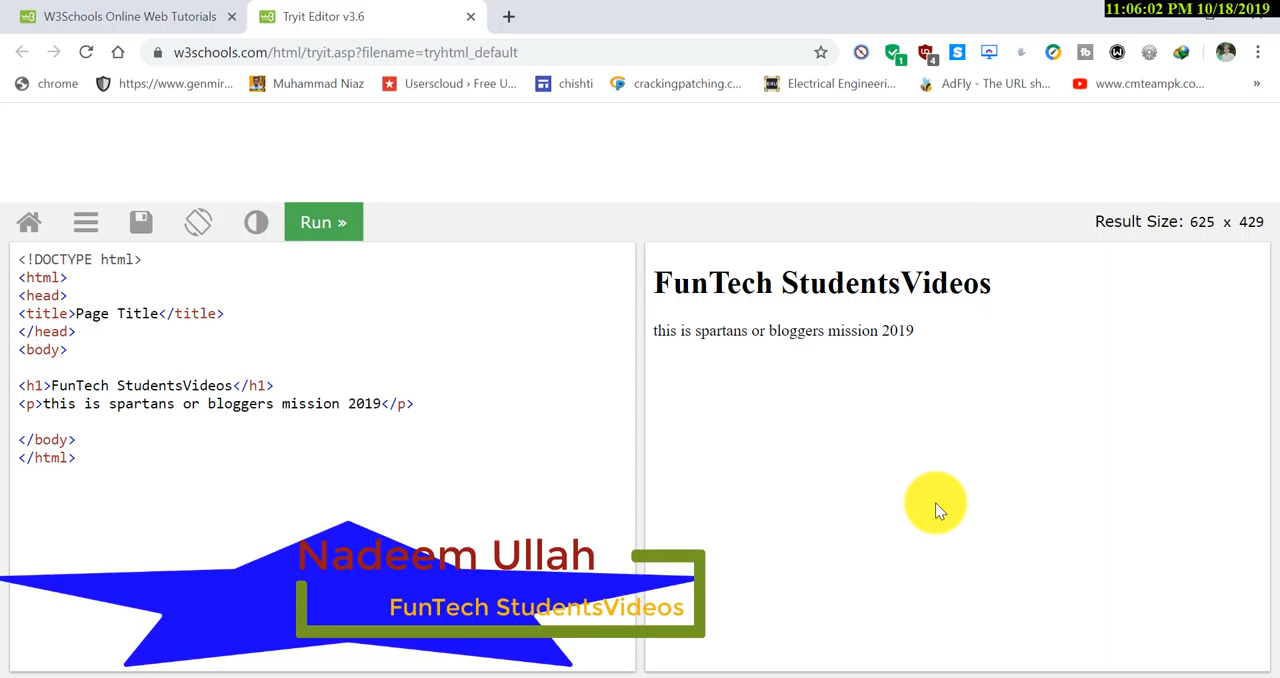 11:06:02 PM 10/18/2019
W3Schools Online Web Tutorials
Tryit Editor v3.6
w3schools.com/html/tryit.asp?filename=tryhtml_default
1
4
S
tb
W
chrome
https://www.genmir...
Muhammad Niaz
Userscloud › Free U...
chishti
crackingpatching.c...
Electrical Engineerin...
AdFly - The URL sh...
www.cmteampk.co...
»
Run »
Result Size: 625 x 429
<!DOCTYPE html>
<html>
<head>
<title>Page Title</title>
</head>
<body>
<h1>FunTech StudentsVideos</h1>
<p>this is spartans or bloggers mission 2019</p>
</body>
</html>
FunTech StudentsVideos
this is spartans or bloggers mission 2019
Nadeem Ullah
FunTech StudentsVideos